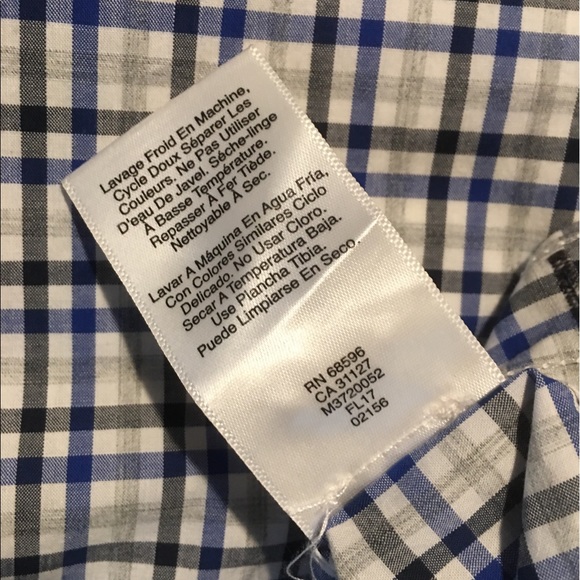 Lavage Froid En Machine,
Cycle Doux Séparer Les
Couleurs. Ne Pas Utiliser
D'eau De Javel. Sèche-linge
À Basse Température.
Repasser À Fer Tiède.
Nettoyable À Sec.
Lavar A Máquina En Agua Fría,
Con Colores Similares Ciclo
Delicado. No Usar Cloro.
Secar A Temperatura Baja.
Use Plancha Tibia.
Puede Limpiarse En Seco.
RN 68596
CA 31127
M3720052
FL17
02156